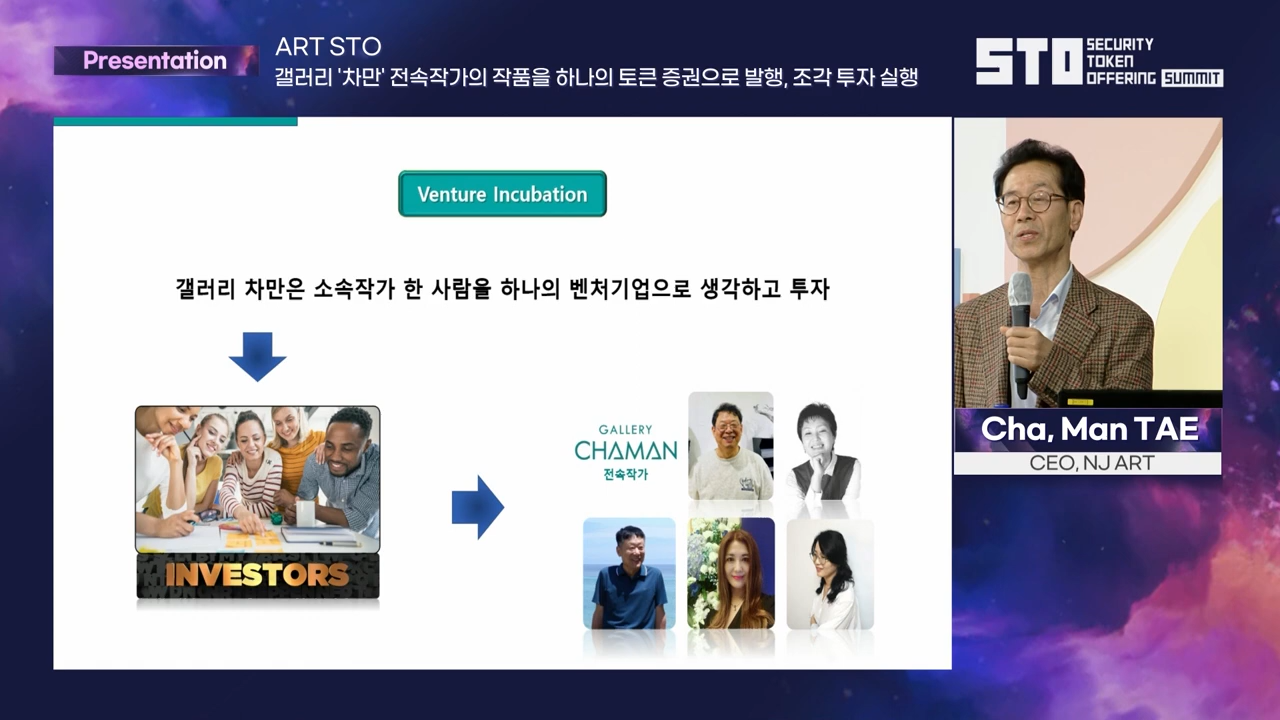 Presentation
ART STO
갤러리 '차만' 전속작가의 작품을 하나의 토큰 증권으로 발행, 조각 투자 실행
STO
SECURITY
TOKEN
OFFERING SUMMIT
Venture Incubation
갤러리 차만은 소속작가 한 사람을 하나의 벤처기업으로 생각하고 투자
INVESTORS
GALLERY
CHAMAN
전속작가
Cha, Man TAE
CEO, NJ ART